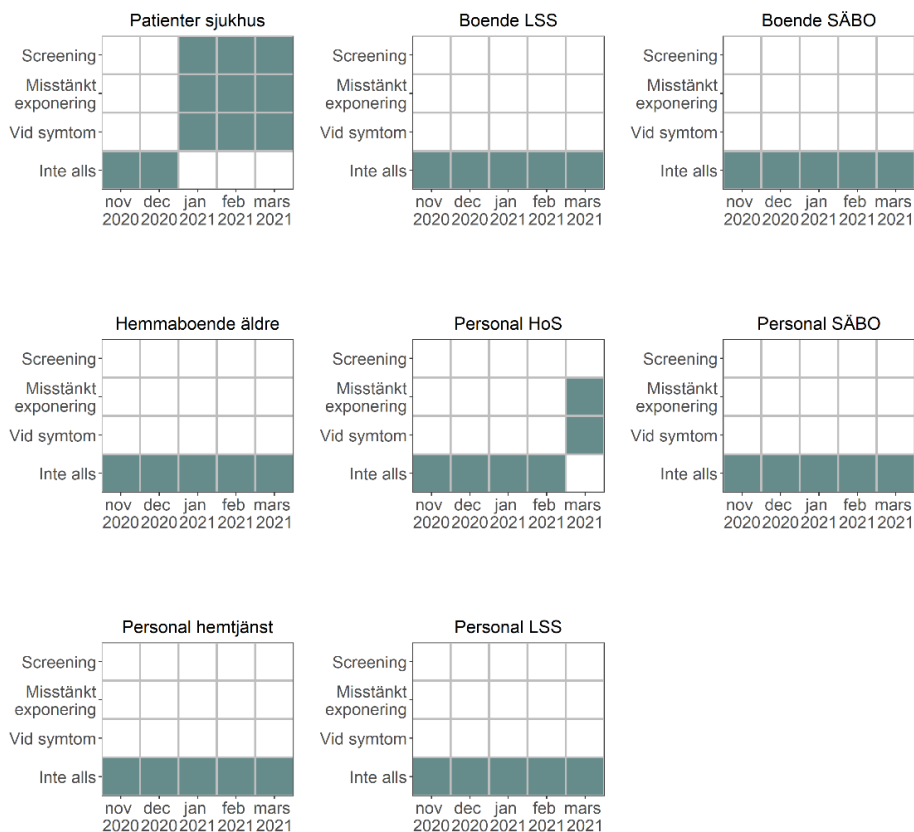 Patienter sjukhus
Screening
Misstänkt
exponering
Vid symtom
Inte alls
nov dec jan feb mars
2020 2020 2021 2021 2021
Boende LSS
Screening
Misstänkt
exponering
Vid symtom
Inte alls
nov dec jan feb mars
2020 2020 2021 2021 2021
Boende SÄBO
Screening
Misstänkt
exponering
Vid symtom
Inte alls
nov dec jan feb mars
2020 2020 2021 2021 2021
Hemmaboende äldre
Screening
Misstänkt
exponering
Vid symtom
Inte alls
nov dec jan feb mars
2020 2020 2021 2021 2021
Personal HoS
Screening
Misstänkt
exponering
Vid symtom
Inte alls
nov dec jan feb mars
2020 2020 2021 2021 2021
Personal SÄBO
Screening
Misstänkt
exponering
Vid symtom
Inte alls
nov dec jan feb mars
2020 2020 2021 2021 2021
Personal hemtjänst
Screening
Misstänkt
exponering
Vid symtom
Inte alls
nov dec jan feb mars
2020 2020 2021 2021 2021
Personal LSS
Screening
Misstänkt
exponering
Vid symtom
Inte alls
nov dec jan feb mars
2020 2020 2021 2021 2021